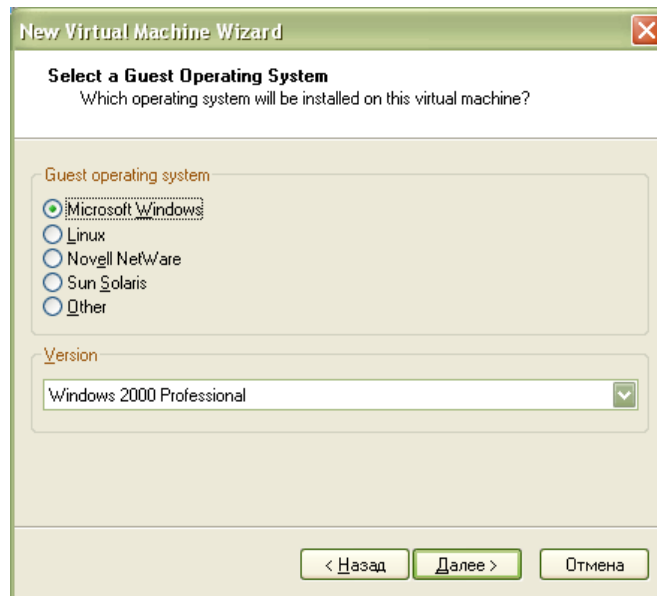 New Virtual Machine Wizard
Select a Guest Operating System
Which operating system will be installed on this virtual machine?
Guest operating system
Microsoft Windows
Linux
Novell NetWare
Sun Solaris
Other
Version
Windows 2000 Professional
< Назад Далее > Отмена